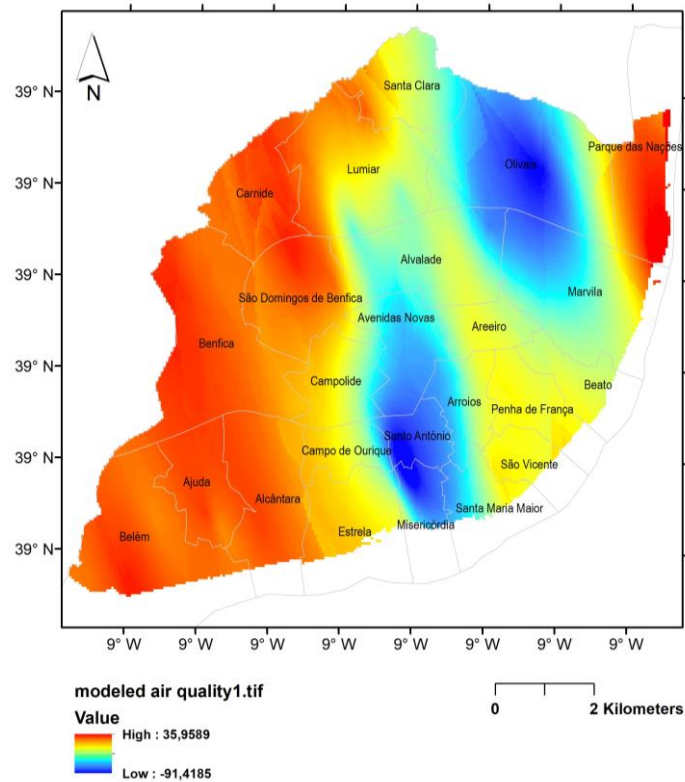 39° N
39° N
39° N
39° N
39° N
39° N
N
Santa Clara
Parque das Nações
Olivais
Lumiar
Carnide
Alvalade
Marvila
São Domingos de Benfica
Avenidas Novas
Areeiro
Benfica
Campolide
Beato
Arroios
Penha de França
Santo António
Campo de Ourique
São Vicente
Ajuda
Alcântara
Santa Maria Maior
Misericórdia
Estrela
Belém
9° W 9° W 9° W 9° W 9° W 9° W 9° W 9° W
modeled air quality1.tif
Value
High : 35,9589
Low : -91,4185
0 2 Kilometers